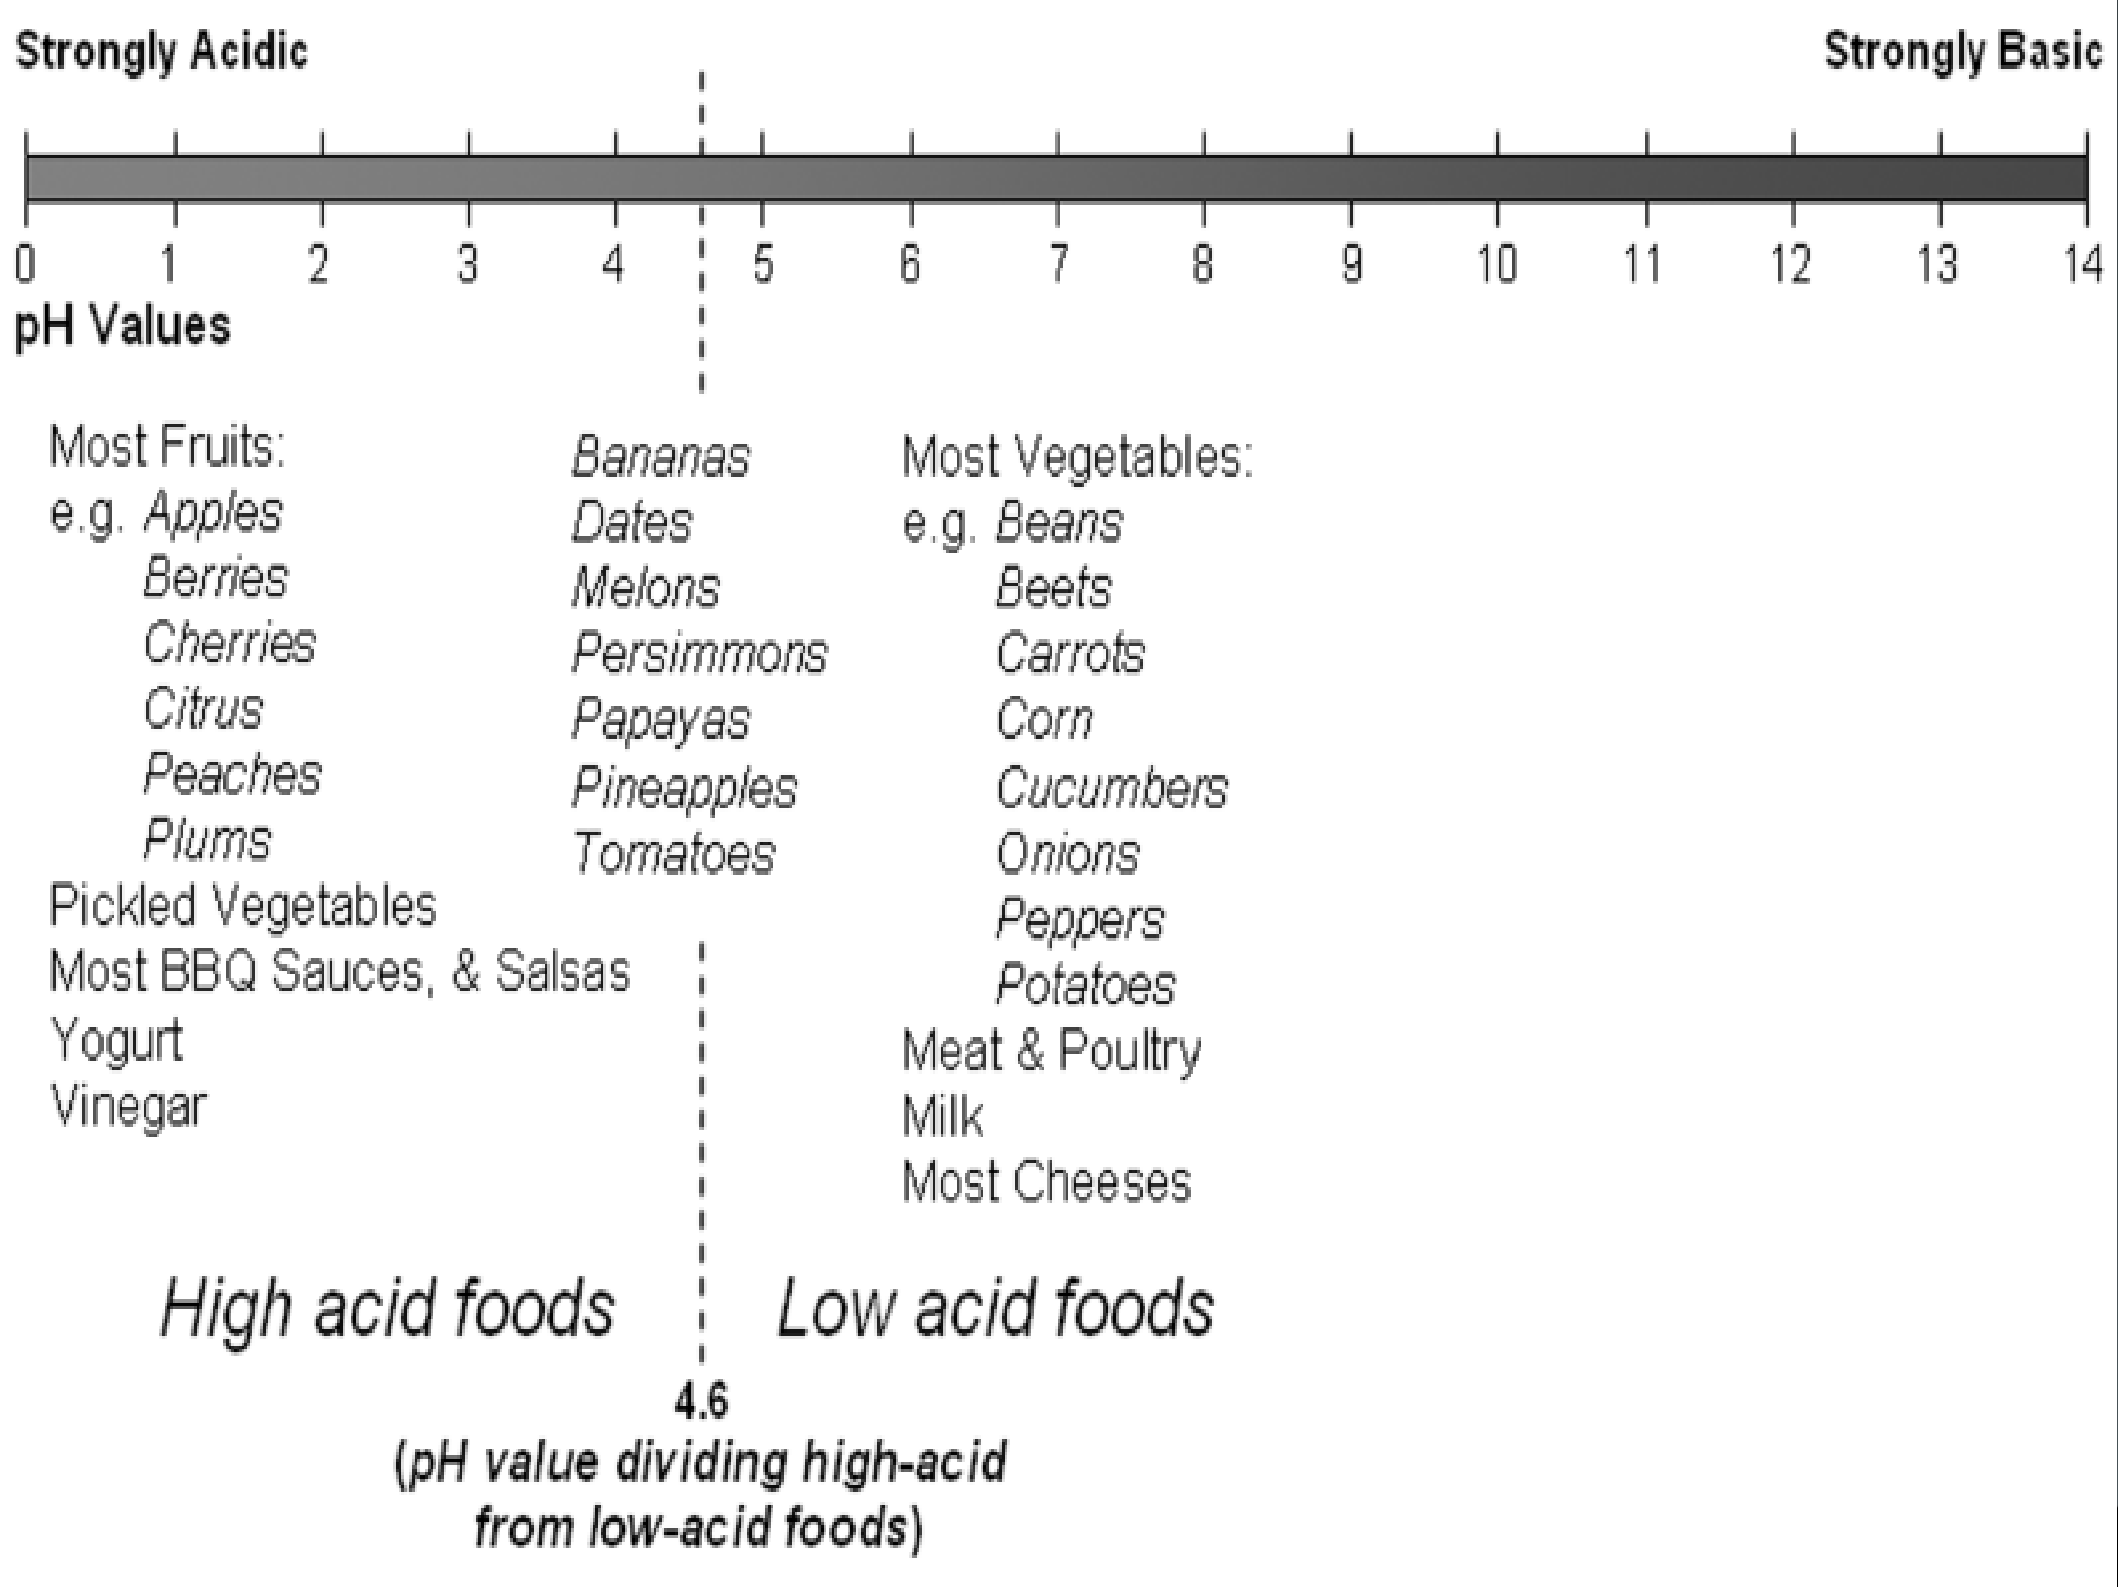 Strongly Acidic
Strongly Basic
0 1 2 3 4 5 6 7 8 9 10 11 12 13 14
pH Values
Most Fruits:
e.g. Apples
Berries
Cherries
Citrus
Peaches
Plums
Pickled Vegetables
Most BBQ Sauces, & Salsas
Yogurt
Vinegar
Bananas
Dates
Melons
Persimmons
Papayas
Pineapples
Tomatoes
Most Vegetables:
e.g. Beans
Beets
Carrots
Corn
Cucumbers
Onions
Peppers
Potatoes
Meat & Poultry
Milk
Most Cheeses
High acid foods
Low acid foods
4.6
(pH value dividing high-acid
from low-acid foods)